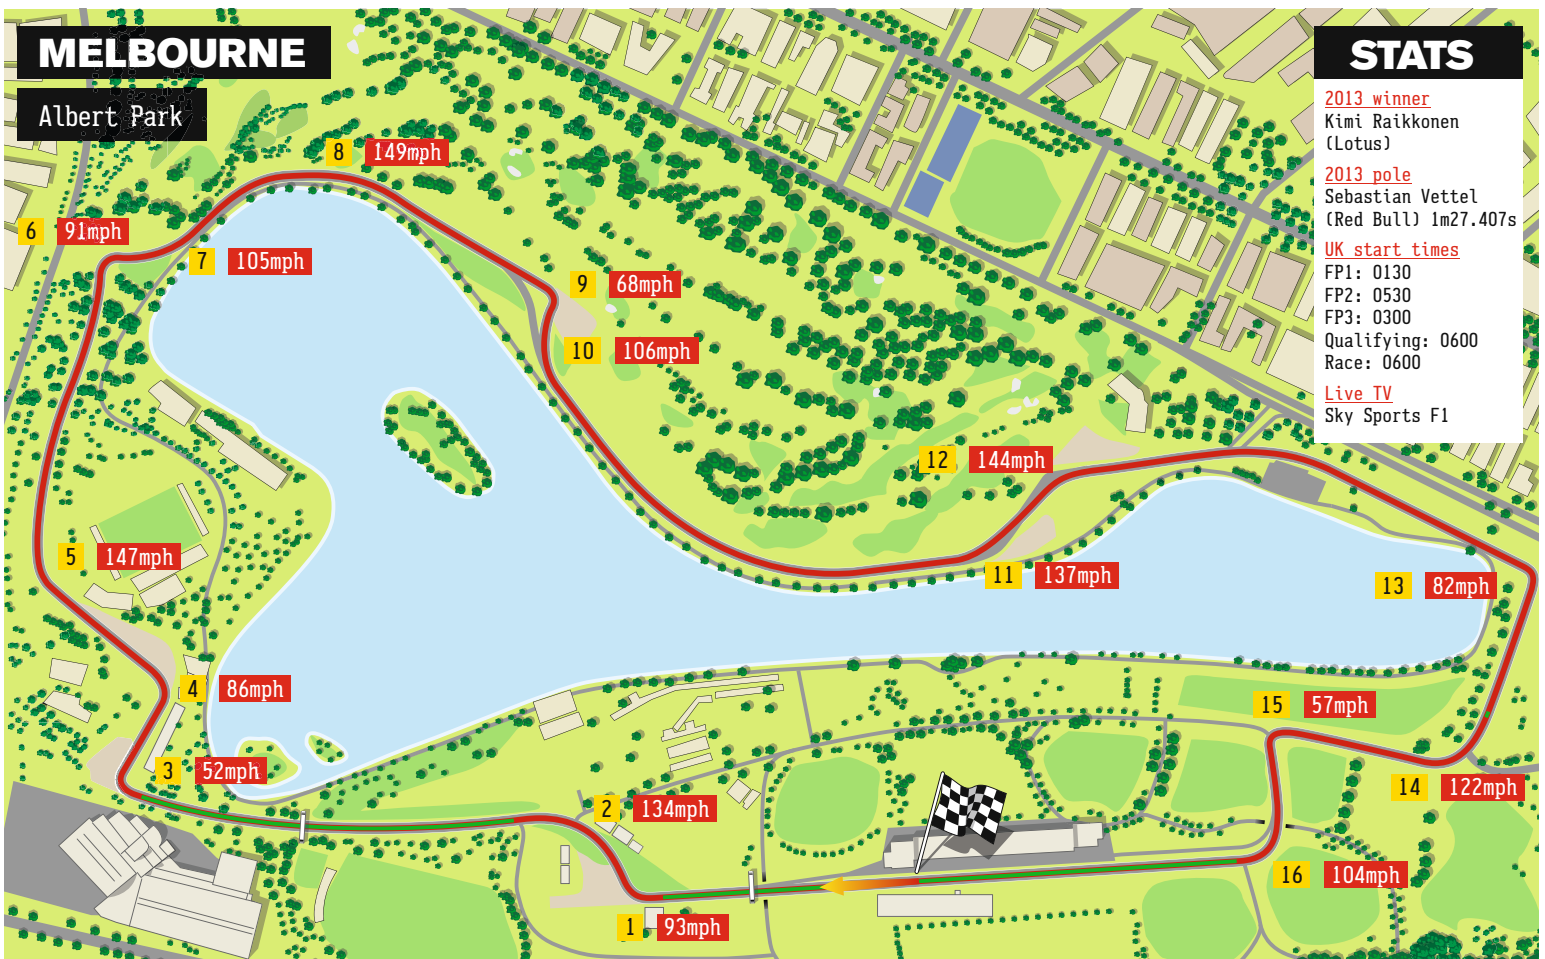 MELBOURNE
Albert Park
STATS
2013 winner
Kimi Raikkonen
(Lotus)
2013 pole
Sebastian Vettel
(Red Bull) 1m27.407s
UK start times
FP1: 0130
FP2: 0530
FP3: 0300
Qualifying: 0600
Race: 0600
Live TV
Sky Sports F1
8 149mph
6 91mph
7 105mph
9 68mph
10 106mph
12 144mph
5 147mph
11 137mph
13 82mph
4 86mph
15 57mph
3 52mph
14 122mph
2 134mph
16 104mph
1 93mph